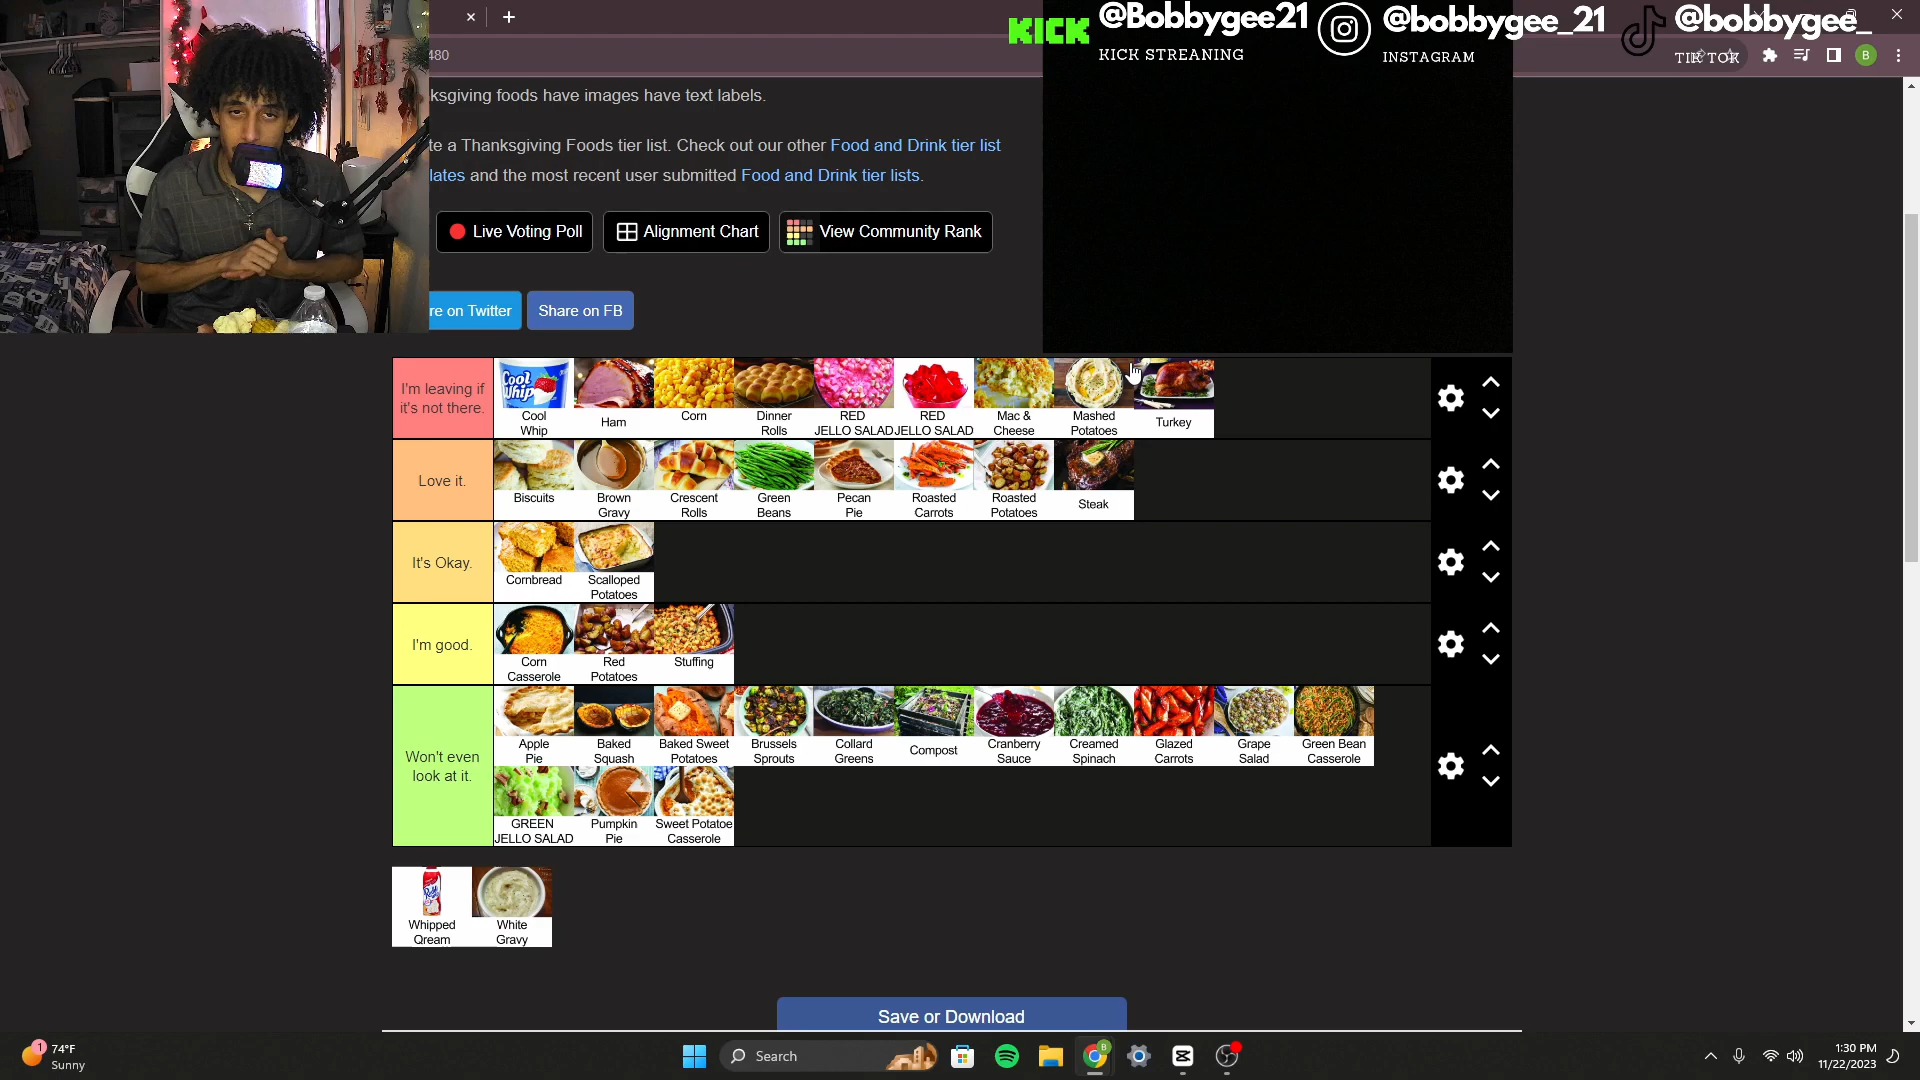 480
KICK
@Bobbygee21
KICK STREAMING
@bobbygee_21
INSTAGRAM
@bobbygee_
TIK TOK
B
ksgiving foods have images have text labels.
te a Thanksgiving Foods tier list. Check out our other Food and Drink tier list
lates and the most recent user submitted Food and Drink tier lists.
Live Voting Poll
Alignment Chart
View Community Rank
re on Twitter
Share on FB
I'm leaving if
it's not there.
Cool
Whip
Cool
Whip
Ham
Corn
Dinner
Rolls
RED
JELLO SALAD
RED
JELLO SALAD
Mac &
Cheese
Mashed
Potatoes
Turkey
Love it.
Biscuits
Brown
Gravy
Crescent
Rolls
Green
Beans
Pecan
Pie
Roasted
Carrots
Roasted
Potatoes
Steak
It's Okay.
Cornbread
Scalloped
Potatoes
I'm good.
Corn
Casserole
Red
Potatoes
Stuffing
Won't even
look at it.
Apple
Pie
Baked
Squash
Baked Sweet
Potatoes
Brussels
Sprouts
Collard
Greens
Compost
Cranberry
Sauce
Creamed
Spinach
Glazed
Carrots
Grape
Salad
Green Bean
Casserole
GREEN
JELLO SALAD
Pumpkin
Pie
Sweet Potatoe
Casserole
Whipped
Qream
White
Gravy
Save or Download
1
74°F
Sunny
Search
B
1:30 PM
11/22/2023